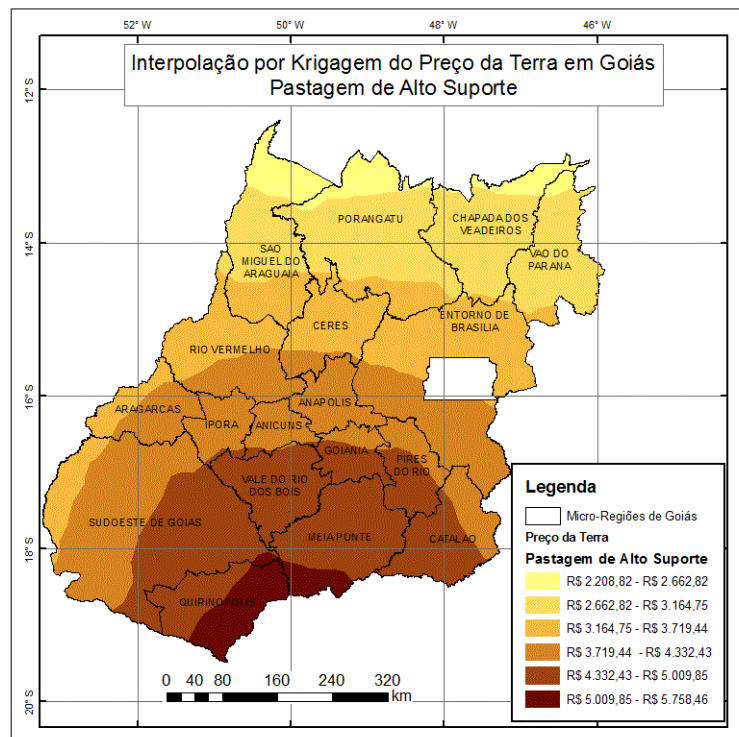 52° W 50° W 48° W 46° W
Interpolação por Krigagem do Preço da Terra em Goiás
Pastagem de Alto Suporte
12°S
14°S
16°S
18°S
20°S
PORANGATU
CHAPADA DOS
VEADEIROS
SAO
MIGUEL DO
ARAGUAIA
VAO DO
PARANA
ENTORNO DE
BRASILIA
CERES
RIO VERMELHO
ARAGARCAS
ANAPOLIS
IPORA
ANICUNS
GOIANIA
PIRES
DO RIO
VALE DO RIO
DOS BOIS
SUDOESTE DE GOIAS
MEIA PONTE
CATALAO
QUIRINOPOLIS
Legenda
Micro-Regiões de Goiás
Preço da Terra
Pastagem de Alto Suporte
R$ 2.208,82 - R$ 2.662,82
R$ 2.662,82 - R$ 3.164,75
R$ 3.164,75 - R$ 3.719,44
R$ 3.719,44 - R$ 4.332,43
R$ 4.332,43 - R$ 5.009,85
R$ 5.009,85 - R$ 5.758,46
0 40 80 160 240 320
km